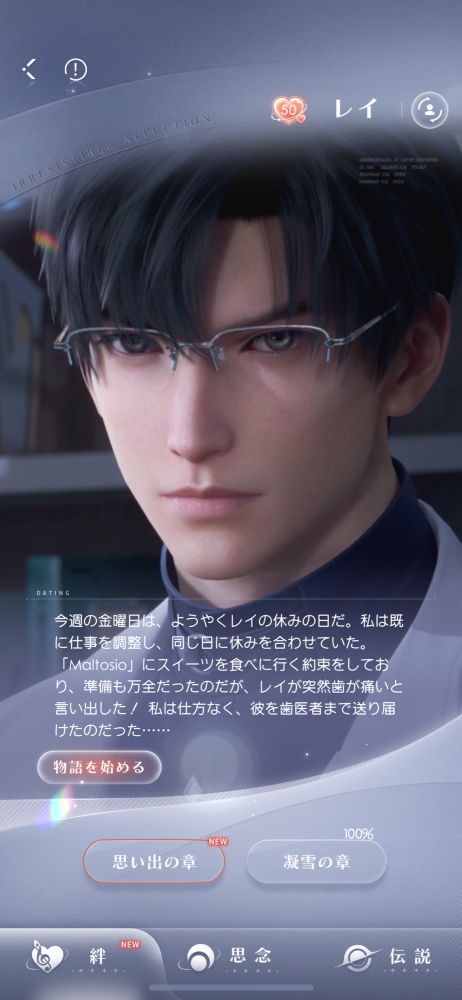 50
レイ
IRRESISTIBLE AFFECTION
DATING
今週の金曜日は、ようやくレイの休みの日だ。私は既
に仕事を調整し、同じ日に休みを合わせていた。
「Maltosio」にスイーツを食べに行く約束をしてお
り、準備も万全だったのだが、レイが突然歯が痛いと
言い出した！ 私は仕方なく、彼を歯医者まで送り届
けたのだった……
物語を始める
NEW
100%
思い出の章
凝雪の章
絆
NEW
思念
伝説